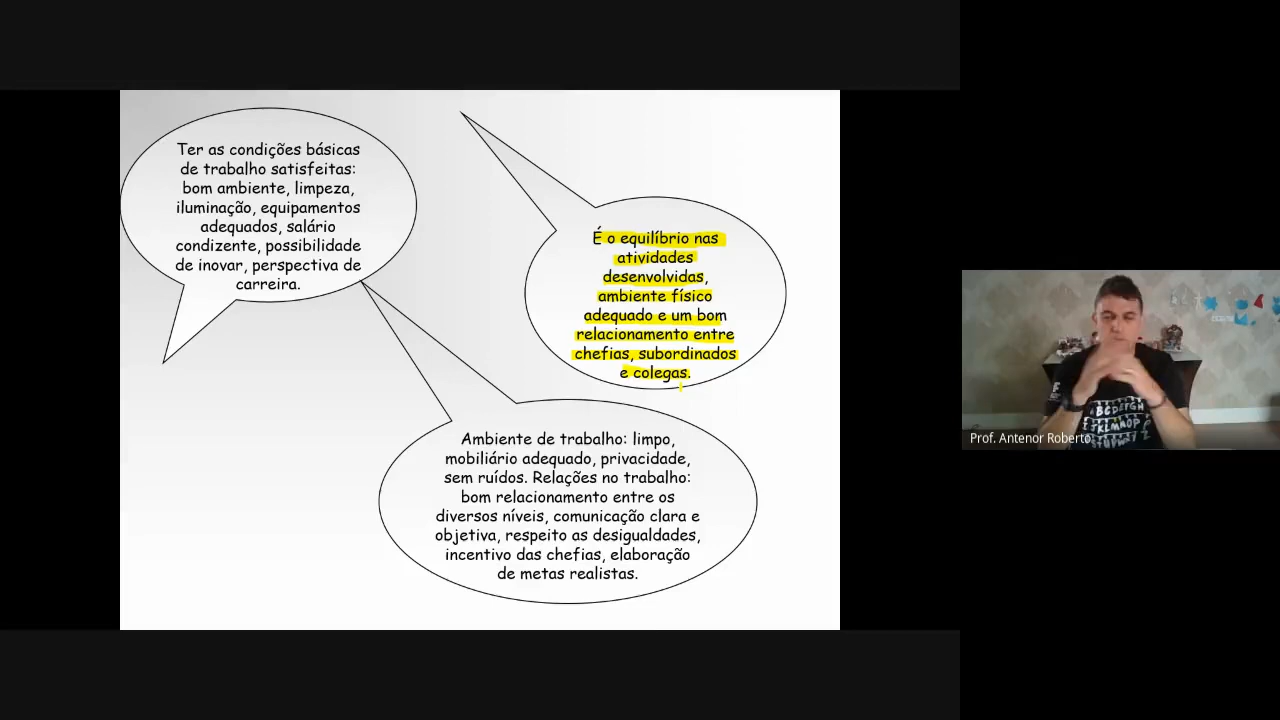 Ter as condições básicas
de trabalho satisfeitas:
bom ambiente, limpeza,
iluminação, equipamentos
adequados, salário
condizente, possibilidade
de inovar, perspectiva de
carreira.
É o equilíbrio nas
atividades
desenvolvidas,
ambiente físico
adequado e um bom
relacionamento entre
chefias, subordinados
e colegas.
Ambiente de trabalho: limpo,
mobiliário adequado, privacidade,
sem ruídos. Relações no trabalho:
bom relacionamento entre os
diversos níveis, comunicação clara e
objetiva, respeito as desigualdades,
incentivo das chefias, elaboração
de metas realistas.
Prof. Antenor Roberto